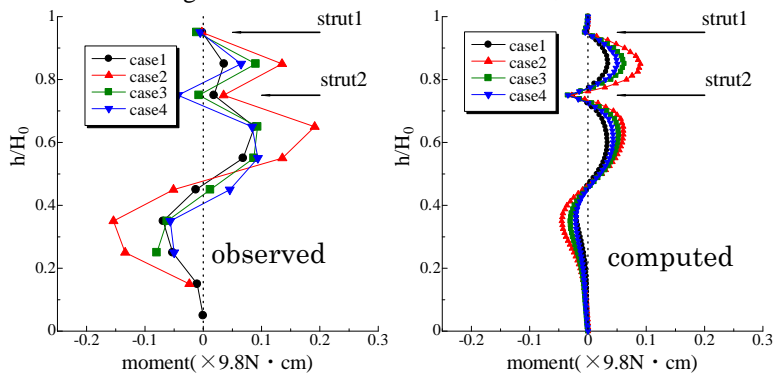 1
0.8
0.6
0.4
0.2
0
h/H0
-0.2 -0.1 0 0.1 0.2 0.3
moment(×9.8N・cm)
case1
case2
case3
case4
strut1
strut2
observed
1
0.8
0.6
0.4
0.2
0
h/H0
-0.2 -0.1 0 0.1 0.2 0.3
moment(×9.8N・cm)
case1
case2
case3
case4
strut1
strut2
computed